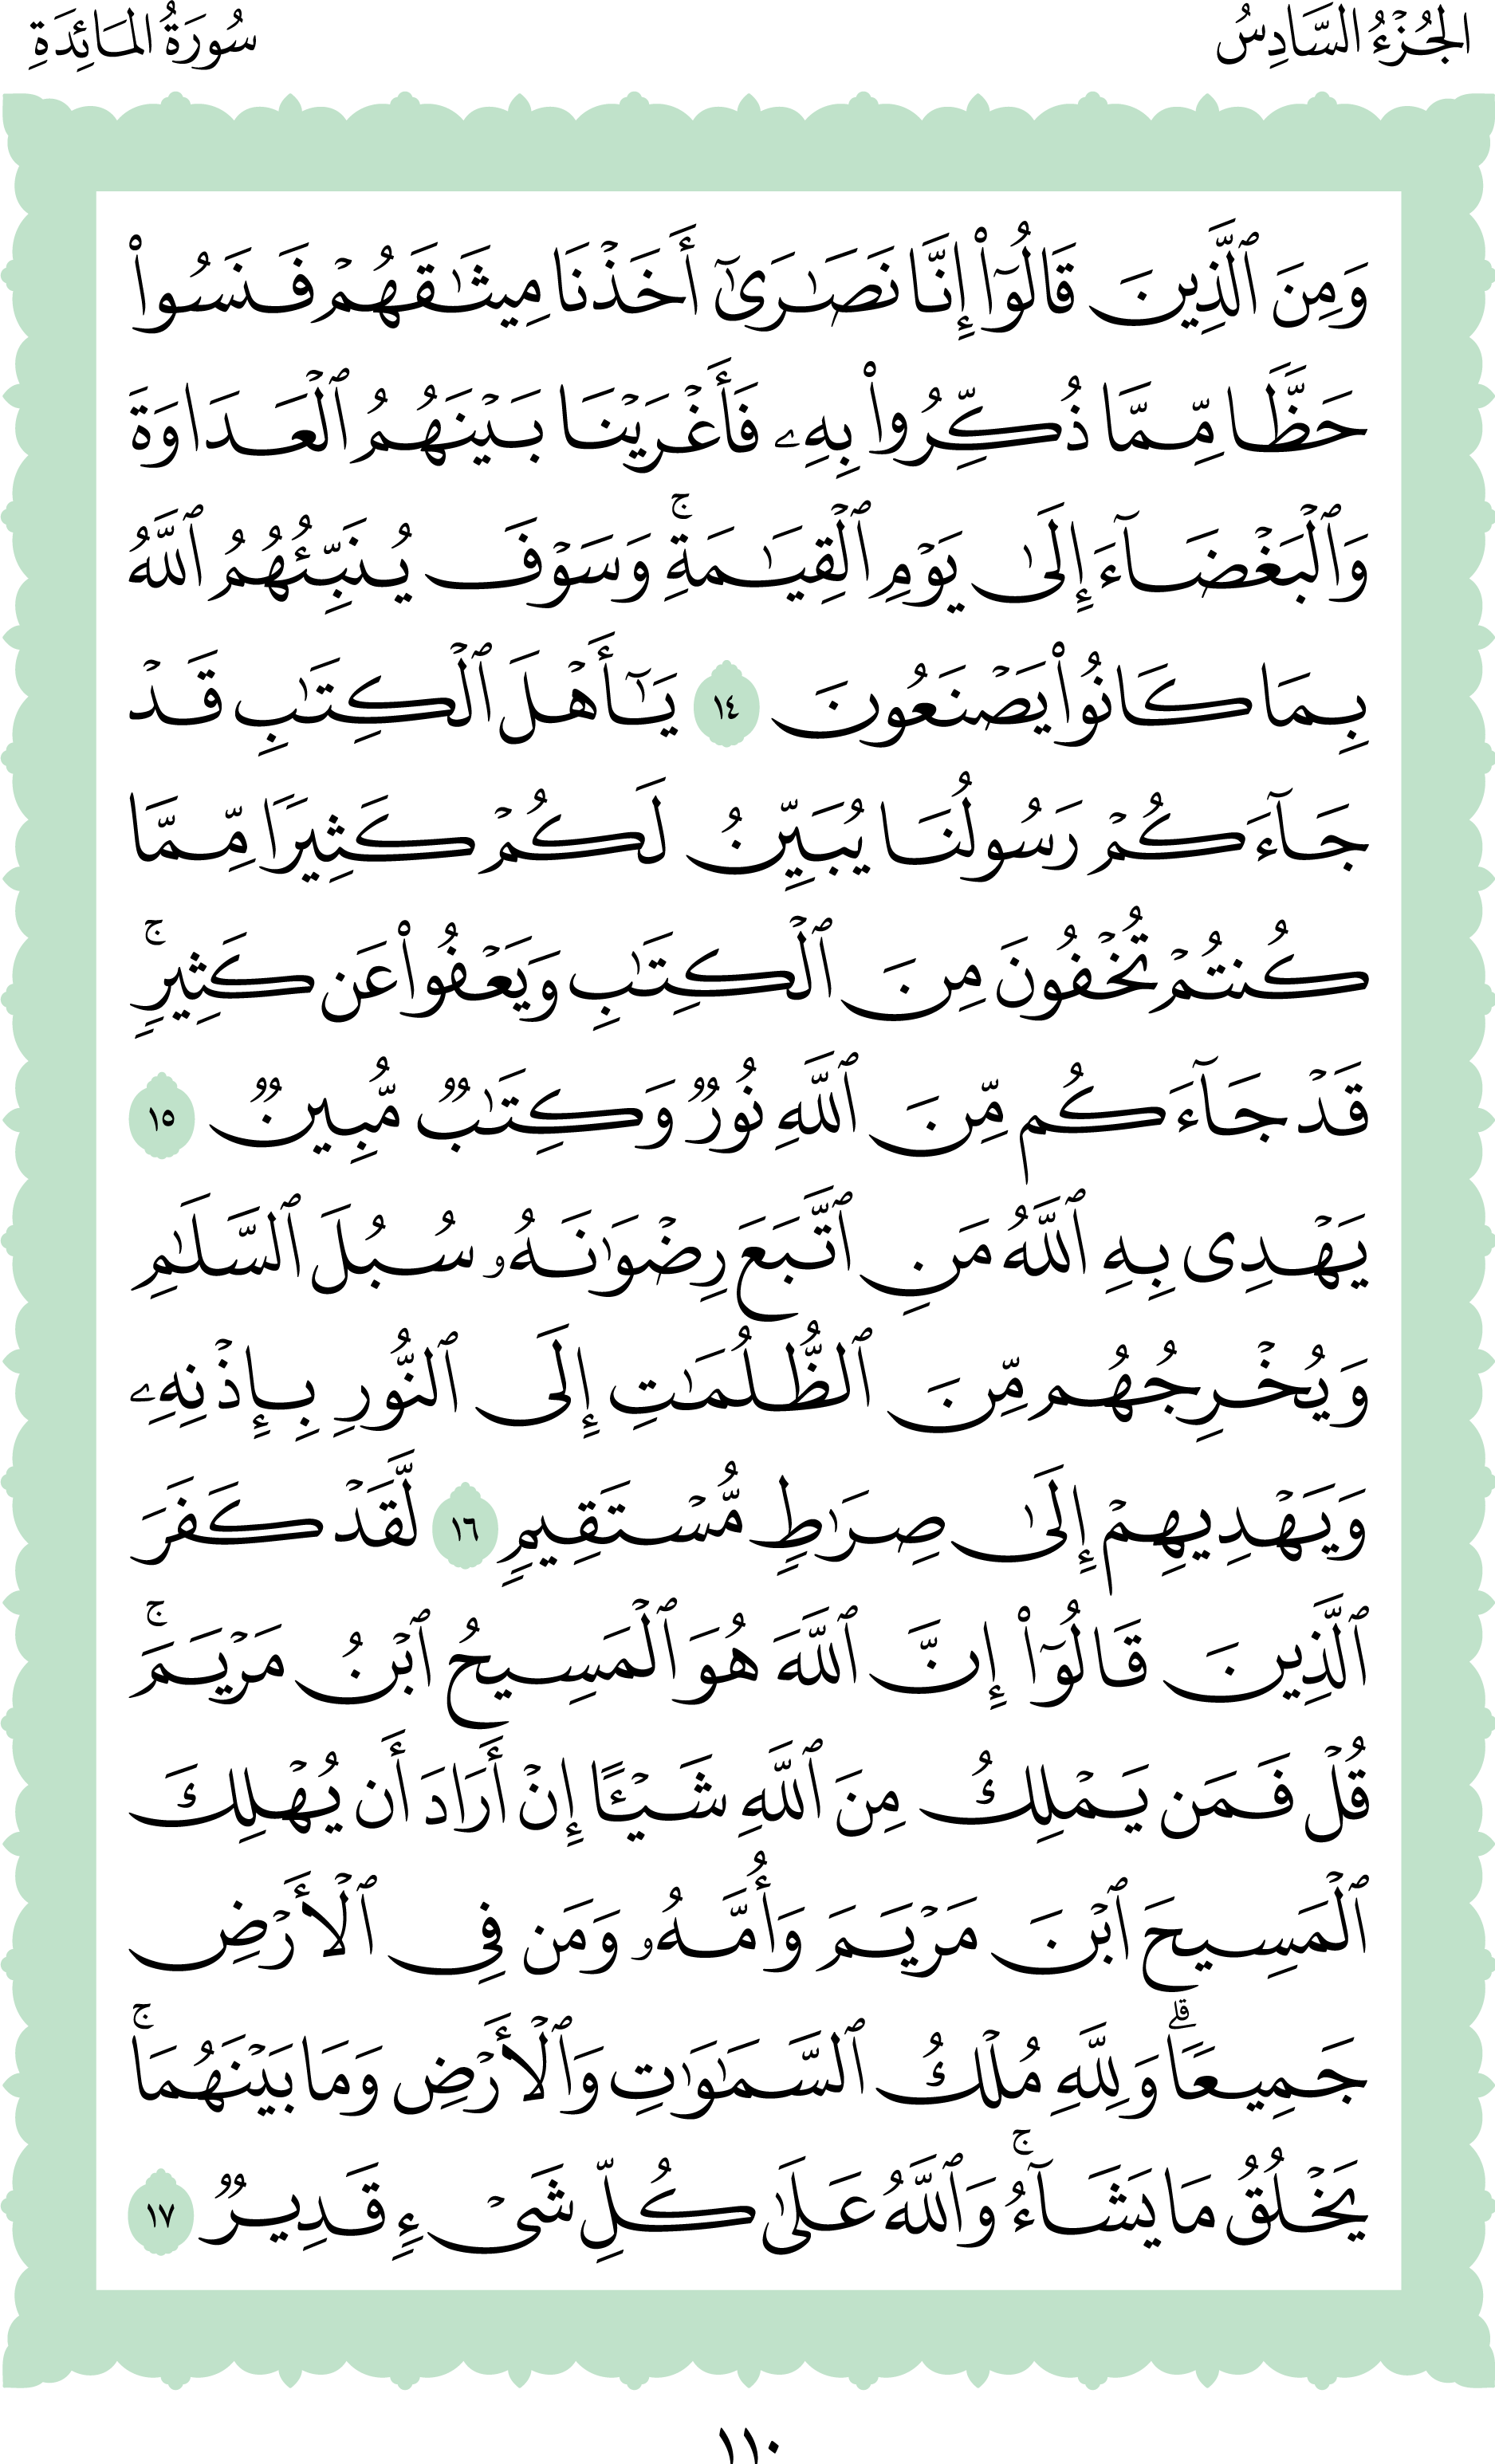 الجُزْءُ السَّادِسُ
سُورَةُ المَائِدَةِ
وَمِنَ ٱلَّذِينَ قَالُوٓا۟ إِنَّا نَصَـٰرَىٰٓ أَخَذْنَا مِيثَـٰقَهُمْ فَنَسُوا۟
حَظًّا مِّمَّا ذُكِّرُوا۟ بِهِۦ فَأَغْرَيْنَا بَيْنَهُمُ ٱلْعَدَاوَةَ
وَٱلْبَغْضَآءَ إِلَىٰ يَوْمِ ٱلْقِيَـٰمَةِ ۚ وَسَوْفَ يُنَبِّئُهُمُ ٱللَّهُ
بِمَا كَانُوا۟ يَصْنَعُونَ ١٤ يَـٰٓأَهْلَ ٱلْكِتَـٰبِ قَدْ
جَآءَكُمْ رَسُولُنَا يُبَيِّنُ لَكُمْ كَثِيرًا مِّمَّا
كُنتُمْ تُخْفُونَ مِنَ ٱلْكِتَـٰبِ وَيَعْفُوا۟ عَن كَثِيرٍ ۚ
قَدْ جَآءَكُم مِّنَ ٱللَّهِ نُورٌ وَكِتَـٰبٌ مُّبِينٌ ١٥
يَهْدِى بِهِ ٱللَّهُ مَنِ ٱتَّبَعَ رِضْوَٰنَهُۥ سُبُلَ ٱلسَّلَـٰمِ
وَيُخْرِجُهُم مِّنَ ٱلظُّلُمَـٰتِ إِلَى ٱلنُّورِ بِإِذْنِهِۦ
وَيَهْدِيهِمْ إِلَىٰ صِرَٰطٍ مُّسْتَقِيمٍ ١٦ لَّقَدْ كَفَرَ
ٱلَّذِينَ قَالُوٓا۟ إِنَّ ٱللَّهَ هُوَ ٱلْمَسِيحُ ٱبْنُ مَرْيَمَ ۚ
قُلْ فَمَن يَمْلِكُ مِنَ ٱللَّهِ شَيْـًٔا إِنْ أَرَادَ أَن يُهْلِكَ
ٱلْمَسِيحَ ٱبْنَ مَرْيَمَ وَأُمَّهُۥ وَمَن فِى ٱلْأَرْضِ
جَمِيعًا ۗ وَلِلَّهِ مُلْكُ ٱلسَّمَـٰوَٰتِ وَٱلْأَرْضِ وَمَا بَيْنَهُمَا ۚ
يَخْلُقُ مَا يَشَآءُ ۚ وَٱللَّهُ عَلَىٰ كُلِّ شَىْءٍ قَدِيرٌ ١٧
١١٠